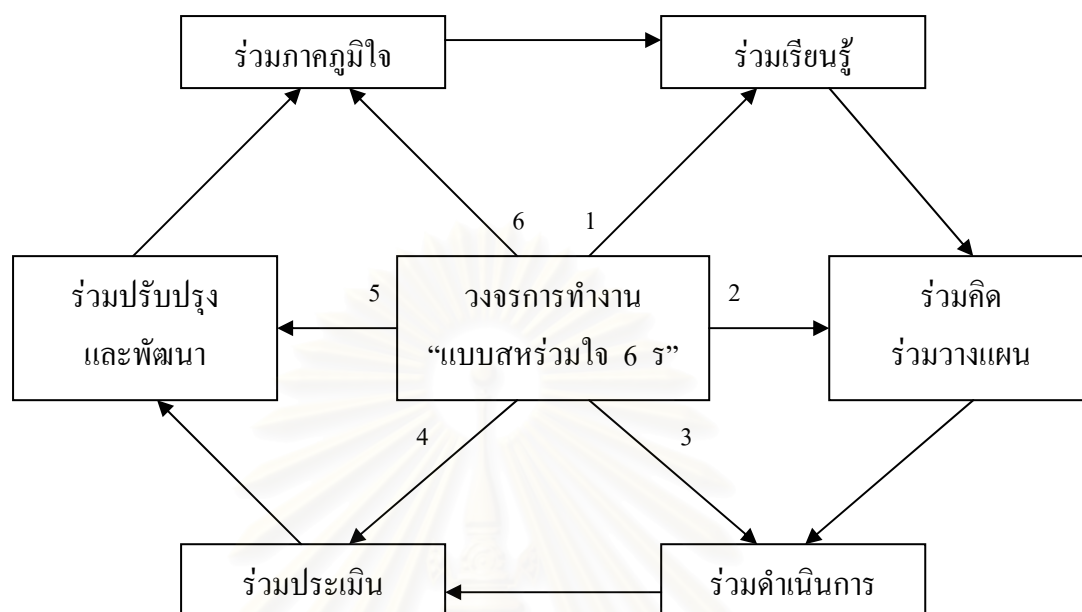 ร่วมภาคภูมิใจ
ร่วมเรียนรู้
6
1
ร่วมปรับปรุง
และพัฒนา
5
วงจรการทำงาน
“แบบสหร่วมใจ 6 ร”
2
ร่วมคิด
ร่วมวางแผน
4
3
ร่วมประเมิน
ร่วมดำเนินการ